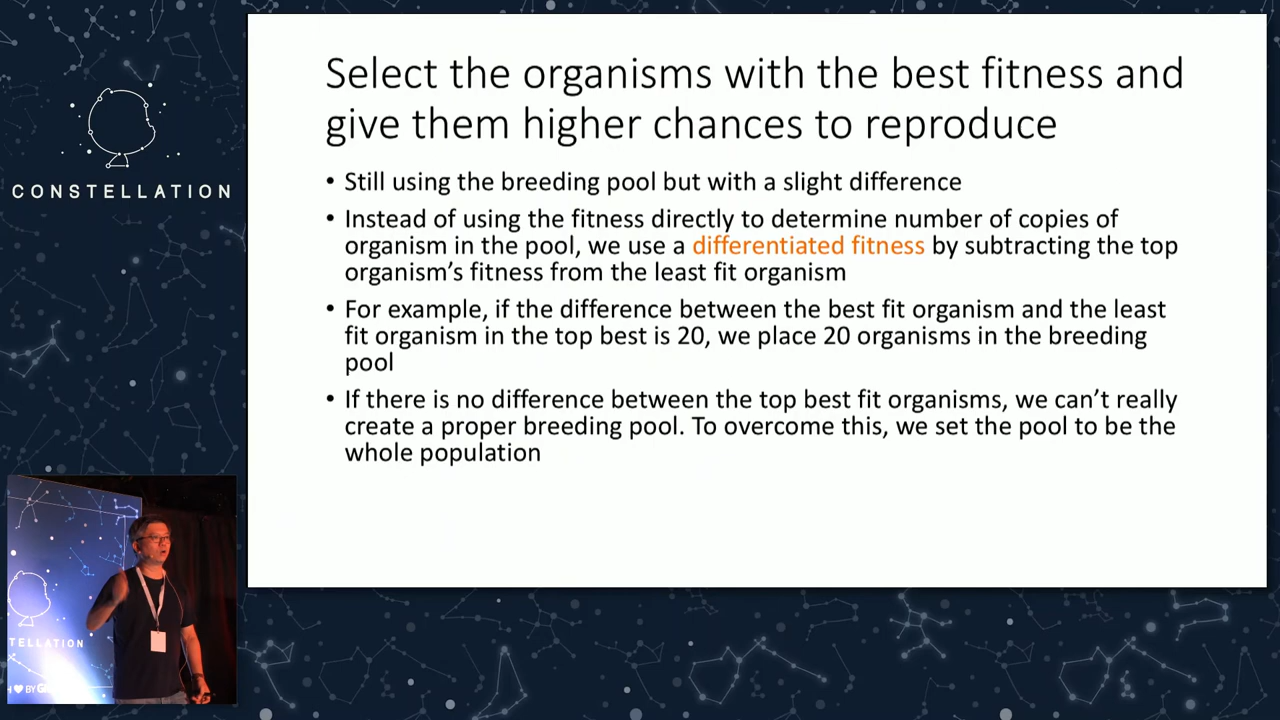 CONSTELLATION
Select the organisms with the best fitness and
give them higher chances to reproduce
• Still using the breeding pool but with a slight difference
• Instead of using the fitness directly to determine number of copies of
organism in the pool, we use a differentiated fitness by subtracting the top
organism's fitness from the least fit organism
• For example, if the difference between the best fit organism and the least
fit organism in the top best is 20, we place 20 organisms in the breeding
pool
• If there is no difference between the top best fit organisms, we can't really
create a proper breeding pool. To overcome this, we set the pool to be the
whole population
TELLATION
BY